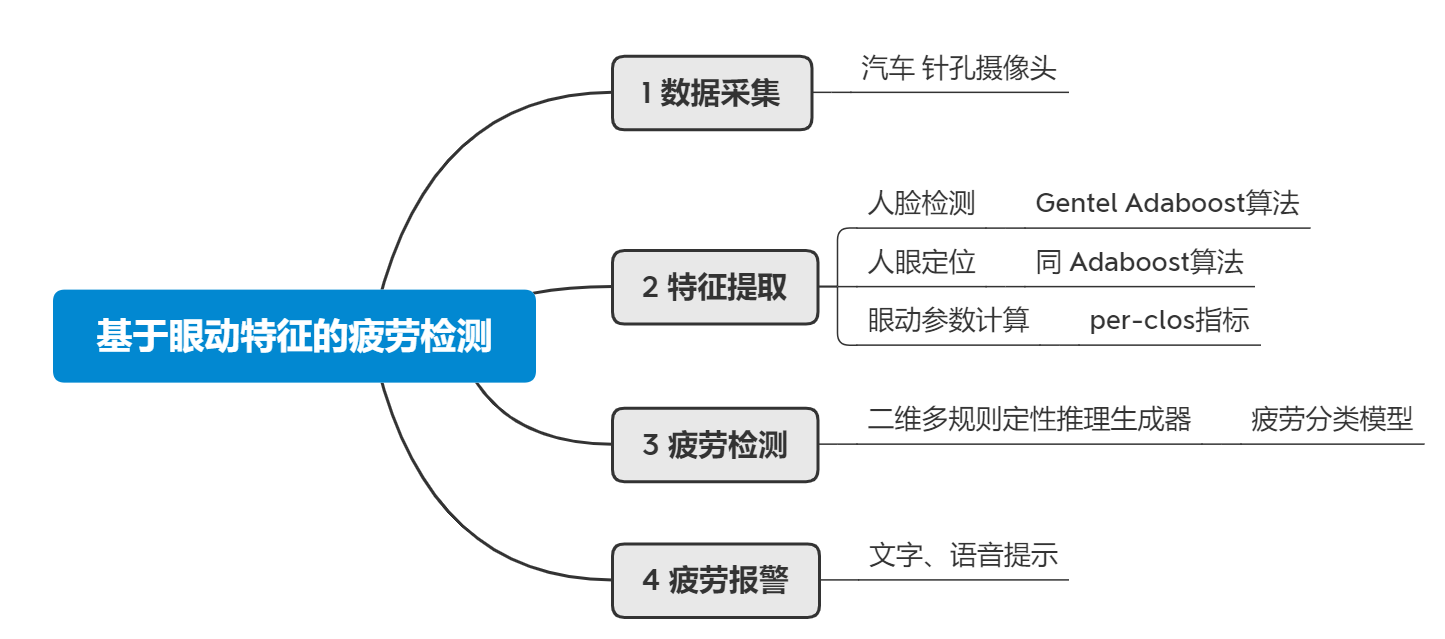 基于眼动特征的疲劳检测
1 数据采集
汽车 针孔摄像头
2 特征提取
人脸检测 Gentel Adaboost算法
人眼定位 同 Adaboost算法
眼动参数计算 per-clos指标
3 疲劳检测
二维多规则定性推理生成器 疲劳分类模型
4 疲劳报警
文字、语音提示